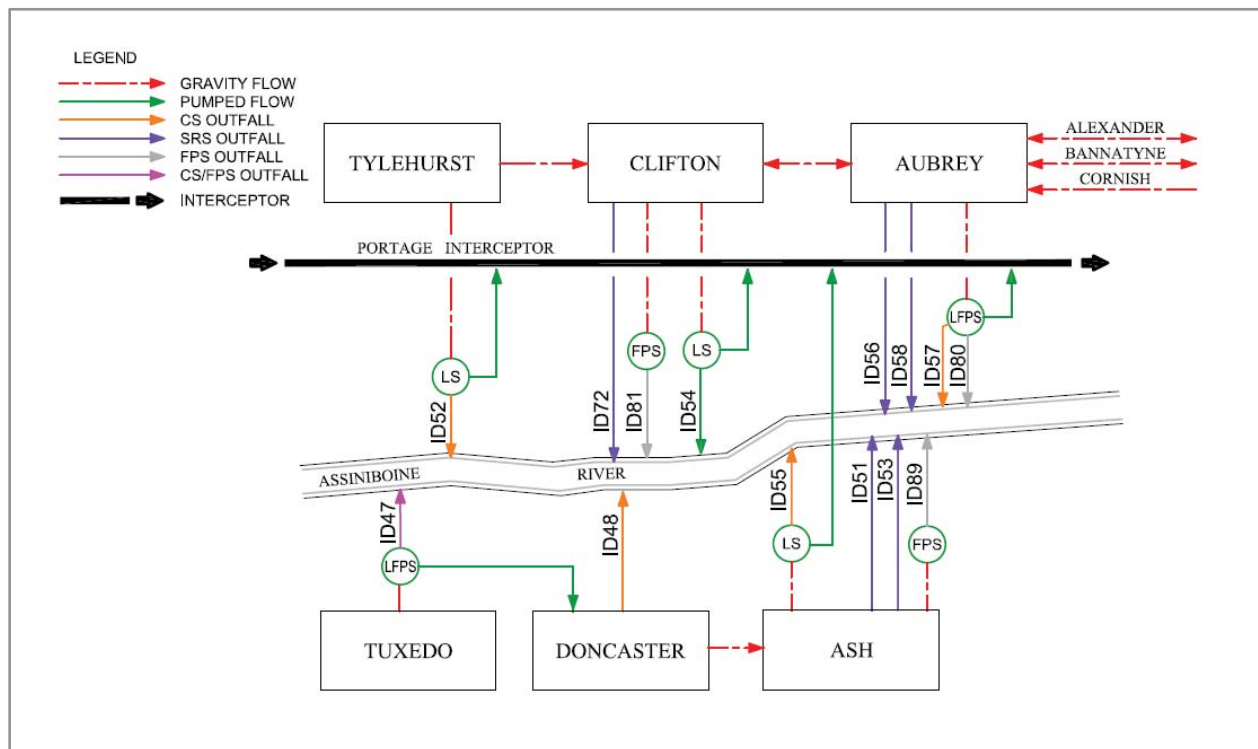 LEGEND
GRAVITY FLOW
PUMPED FLOW
CS OUTFALL
SRS OUTFALL
FPS OUTFALL
CS/FPS OUTFALL
INTERCEPTOR
TYLEHURST
CLIFTON
AUBREY
ALEXANDER
BANNATYNE
CORNISH
PORTAGE INTERCEPTOR
LS
FPS
LS
LFPS
ID52
ID72
ID81
ID54
ID56
ID58
ID57
ID80
ASSINIBOINE RIVER
ID47
ID48
ID55
ID51
ID53
ID89
LFPS
LS
FPS
TUXEDO
DONCASTER
ASH